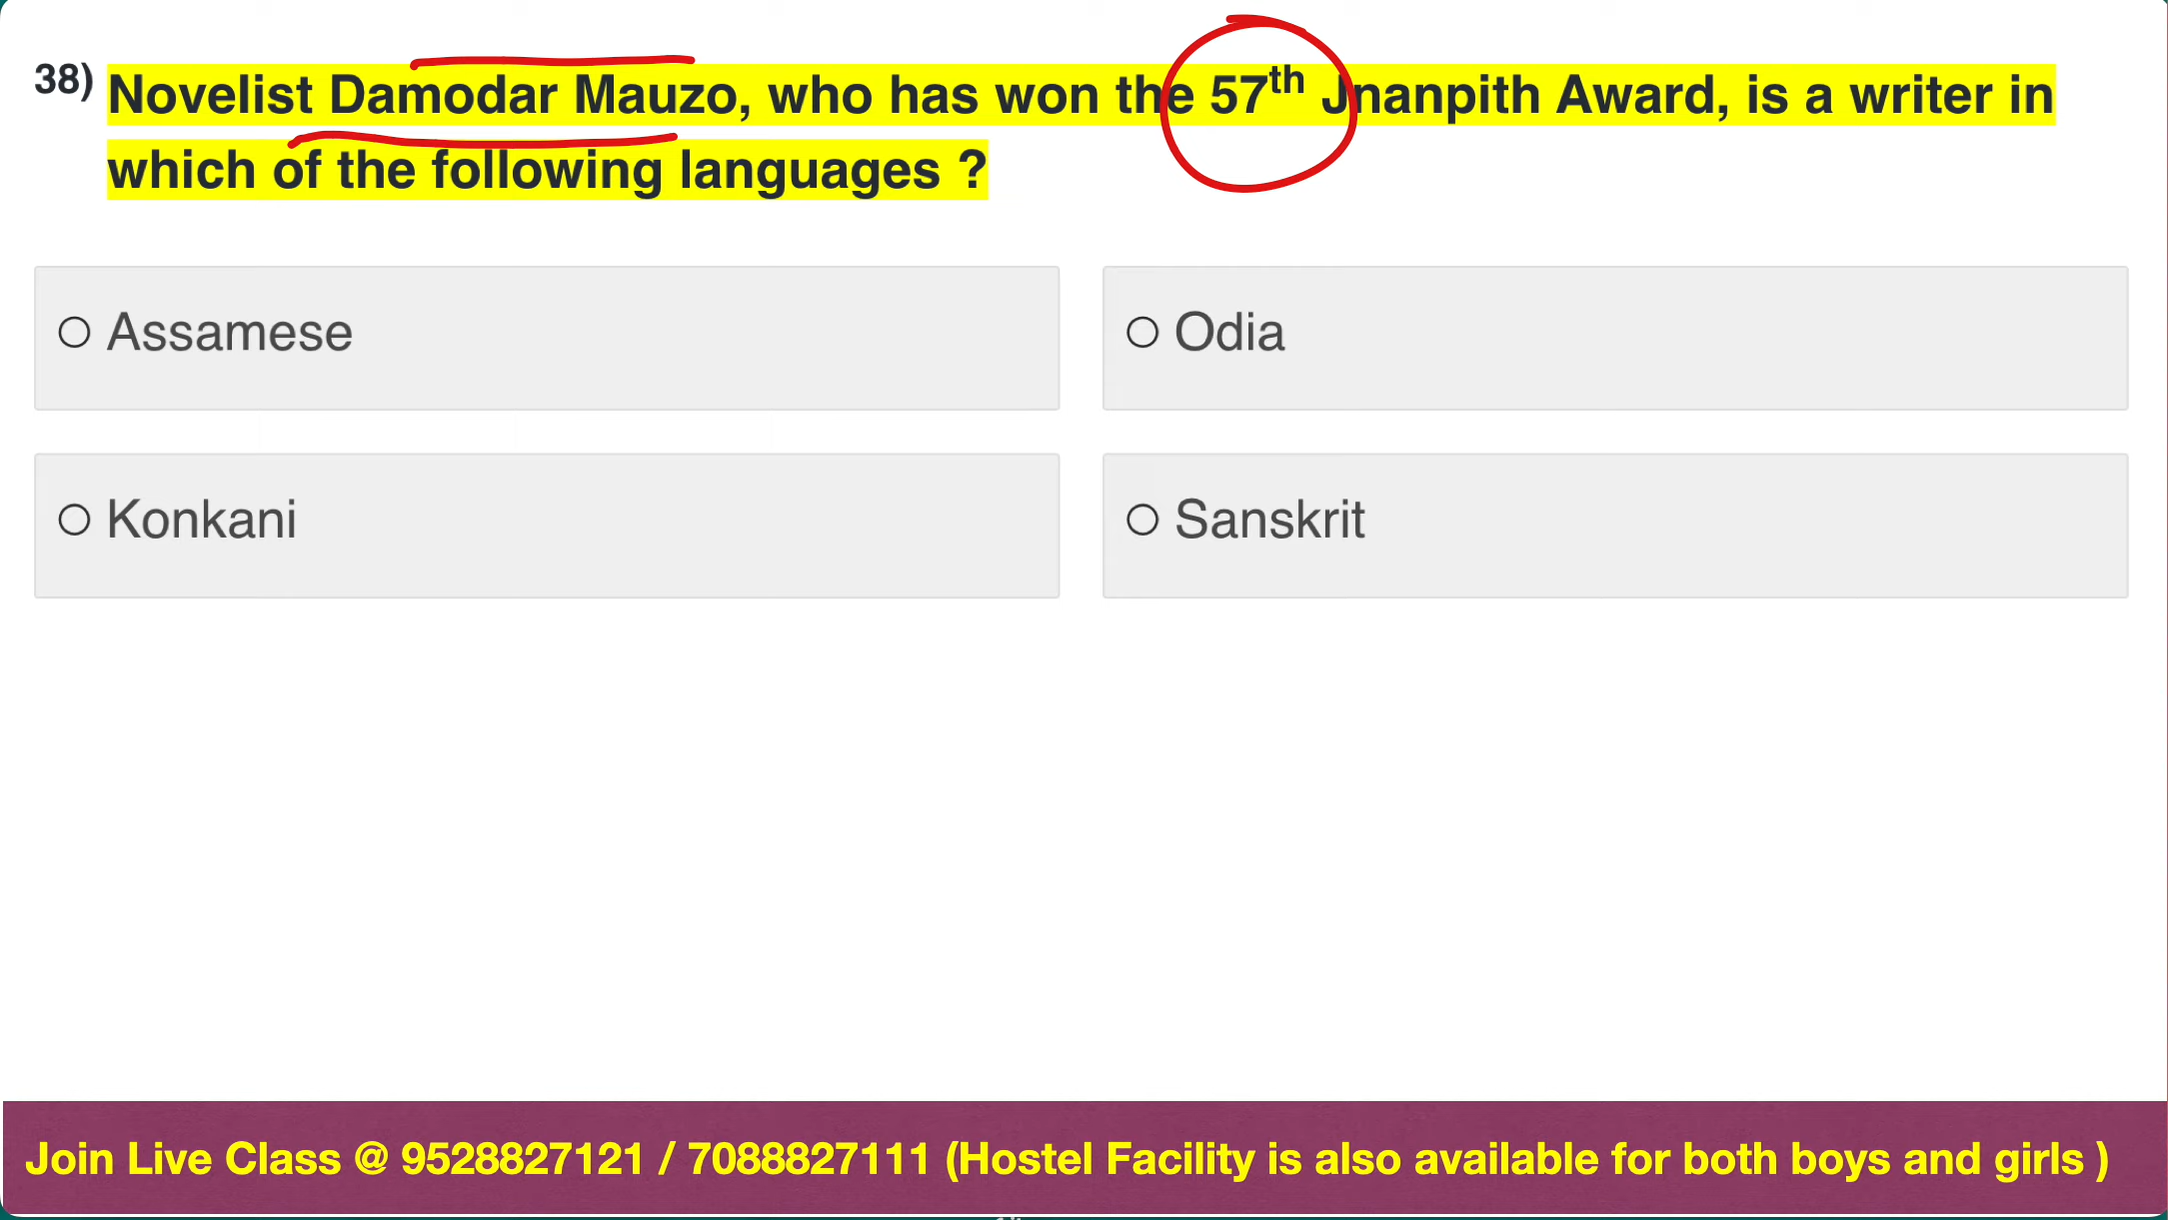 38) Novelist Damodar Mauzo, who has won the 57th Jnanpith Award, is a writer in
which of the following languages ?
Assamese
Odia
Konkani
Sanskrit
Join Live Class @ 9528827121 / 7088827111 (Hostel Facility is also available for both boys and girls )